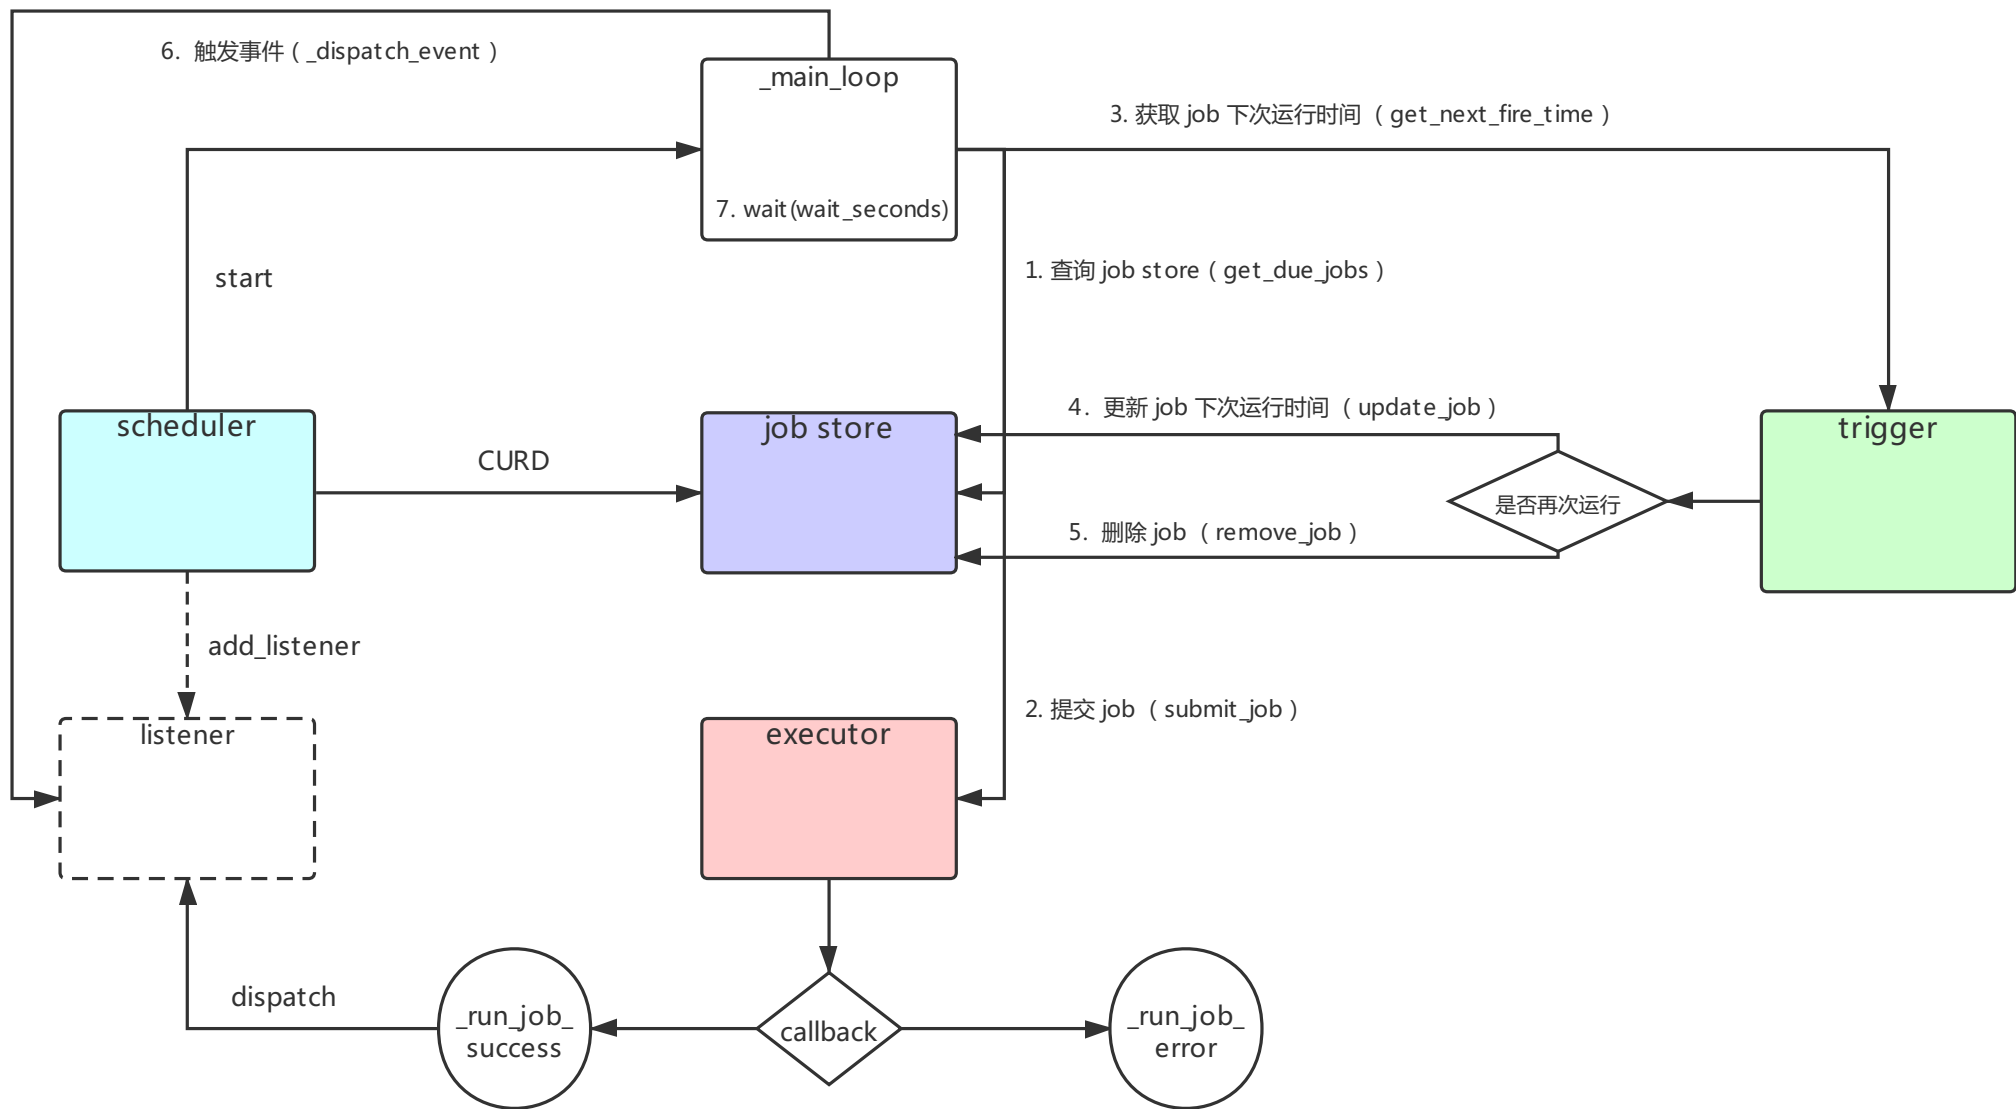 6. 触发事件（_dispatch_event）
_main_loop
3. 获取 job 下次运行时间（get_next_fire_time）
7. wait(wait_seconds)
1. 查询 job store（get_due_jobs）
start
4. 更新 job 下次运行时间（update_job）
scheduler
job store
trigger
CURD
是否再次运行
5. 删除 job（remove_job）
add_listener
2. 提交 job（submit_job）
listener
executor
dispatch
_run_job_
success
callback
_run_job_
error